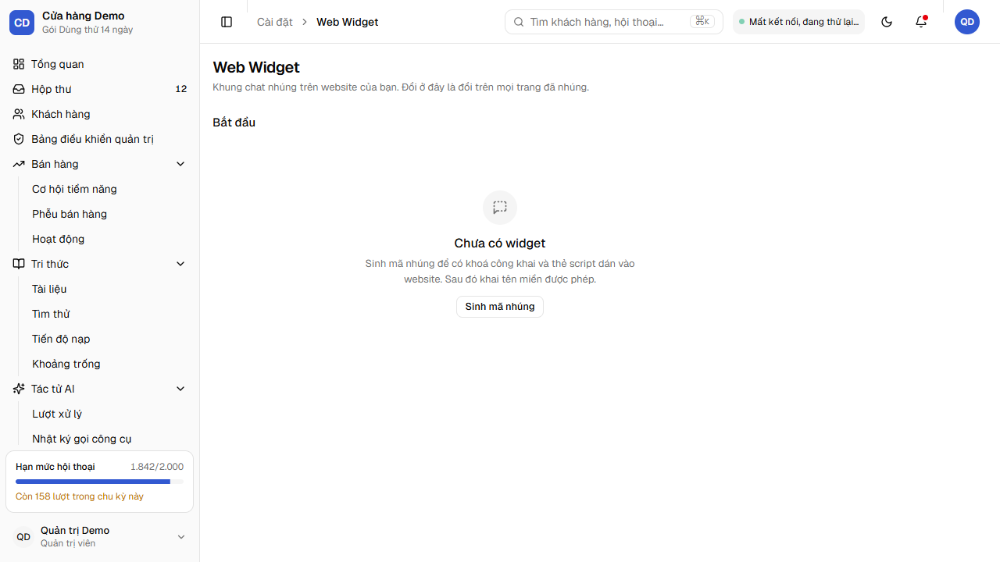 CD
Cửa hàng Demo
Gói Dùng thử 14 ngày
Tổng quan
Hộp thư
12
Khách hàng
Bảng điều khiển quản trị
Bán hàng
Cơ hội tiềm năng
Phễu bán hàng
Hoạt động
Tri thức
Tài liệu
Tìm thử
Tiến độ nạp
Khoảng trống
Tác tử AI
Lượt xử lý
Nhật ký gọi công cụ
Hạn mức hội thoại
1.842/2.000
Còn 158 lượt trong chu kỳ này
QD
Quản trị Demo
Quản trị viên
Cài đặt
Web Widget
Tìm khách hàng, hội thoại...
⌘K
Mất kết nối, đang thử lại...
QD
Web Widget
Khung chat nhúng trên website của bạn. Đổi ở đây là đổi trên mọi trang đã nhúng.
Bắt đầu
Chưa có widget
Sinh mã nhúng để có khoá công khai và thẻ script dán vào
website. Sau đó khai tên miền được phép.
Sinh mã nhúng